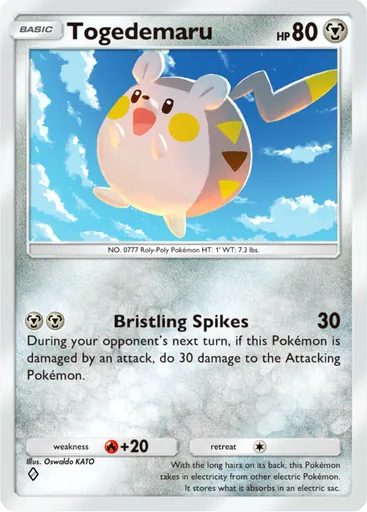 BASIC
Togedemaru
HP 80
NO. 0777 Roly-Poly Pokémon HT: 1' WT: 7.3 lbs.
Bristling Spikes 30
During your opponent's next turn, if this Pokémon is
damaged by an attack, do 30 damage to the Attacking
Pokémon.
weakness +20
retreat
Illus. Oswaldo KATO
With the long hairs on its back, this Pokémon
takes in electricity from other electric Pokémon.
It stores what it absorbs in an electric sac.